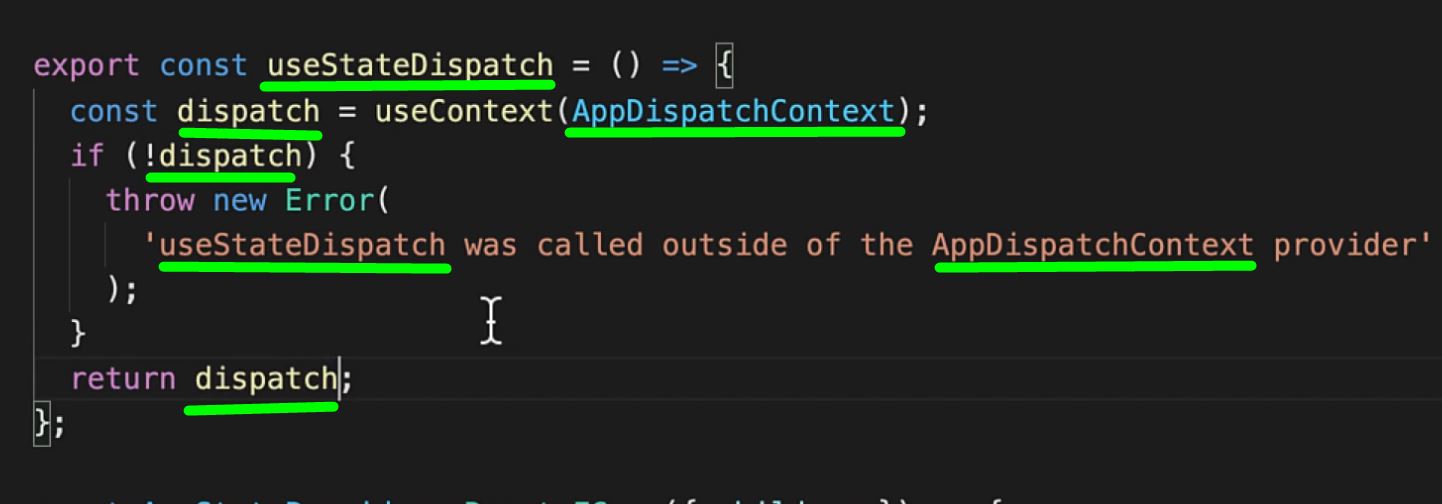 export const useStateDispatch = () => {
const dispatch = useContext(AppDispatchContext);
if (!dispatch) {
throw new Error(
'useStateDispatch was called outside of the AppDispatchContext provider'
);
}
return dispatch;
};